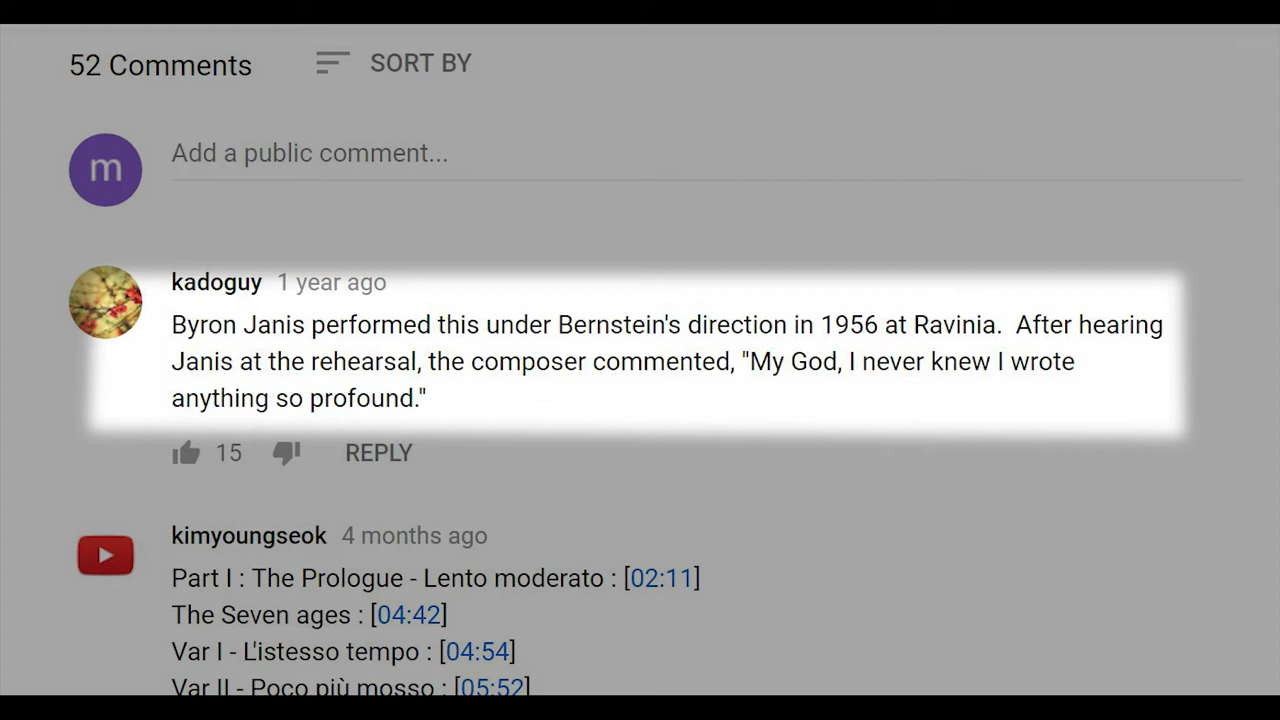 52 Comments
SORT BY
m
Add a public comment...
kadoguy 1 year ago
Byron Janis performed this under Bernstein's direction in 1956 at Ravinia. After hearing
Janis at the rehearsal, the composer commented, "My God, I never knew I wrote
anything so profound."
15 REPLY
kimyoungseok 4 months ago
Part I : The Prologue - Lento moderato : [02:11]
The Seven ages : [04:42]
Var I - L'istesso tempo : [04:54]
Var II - Poco più mosso : [05:52]